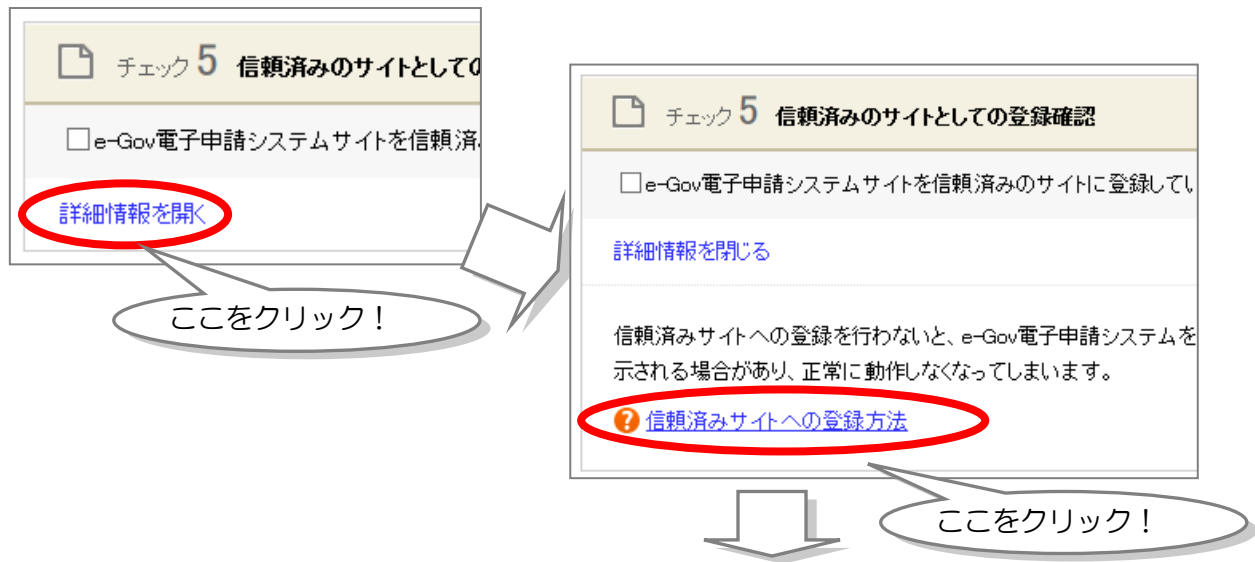 チェック 5 信頼済みのサイトとしての
□e-Gov電子申請システムサイトを信頼済
詳細情報を開く
ここをクリック！
チェック 5 信頼済みのサイトとしての登録確認
□e-Gov電子申請システムサイトを信頼済みのサイトに登録してい
詳細情報を閉じる
信頼済みサイトへの登録を行わないと、e-Gov電子申請システムを
示される場合があり、正常に動作しなくなってしまいます。
? 信頼済みサイトへの登録方法
ここをクリック！